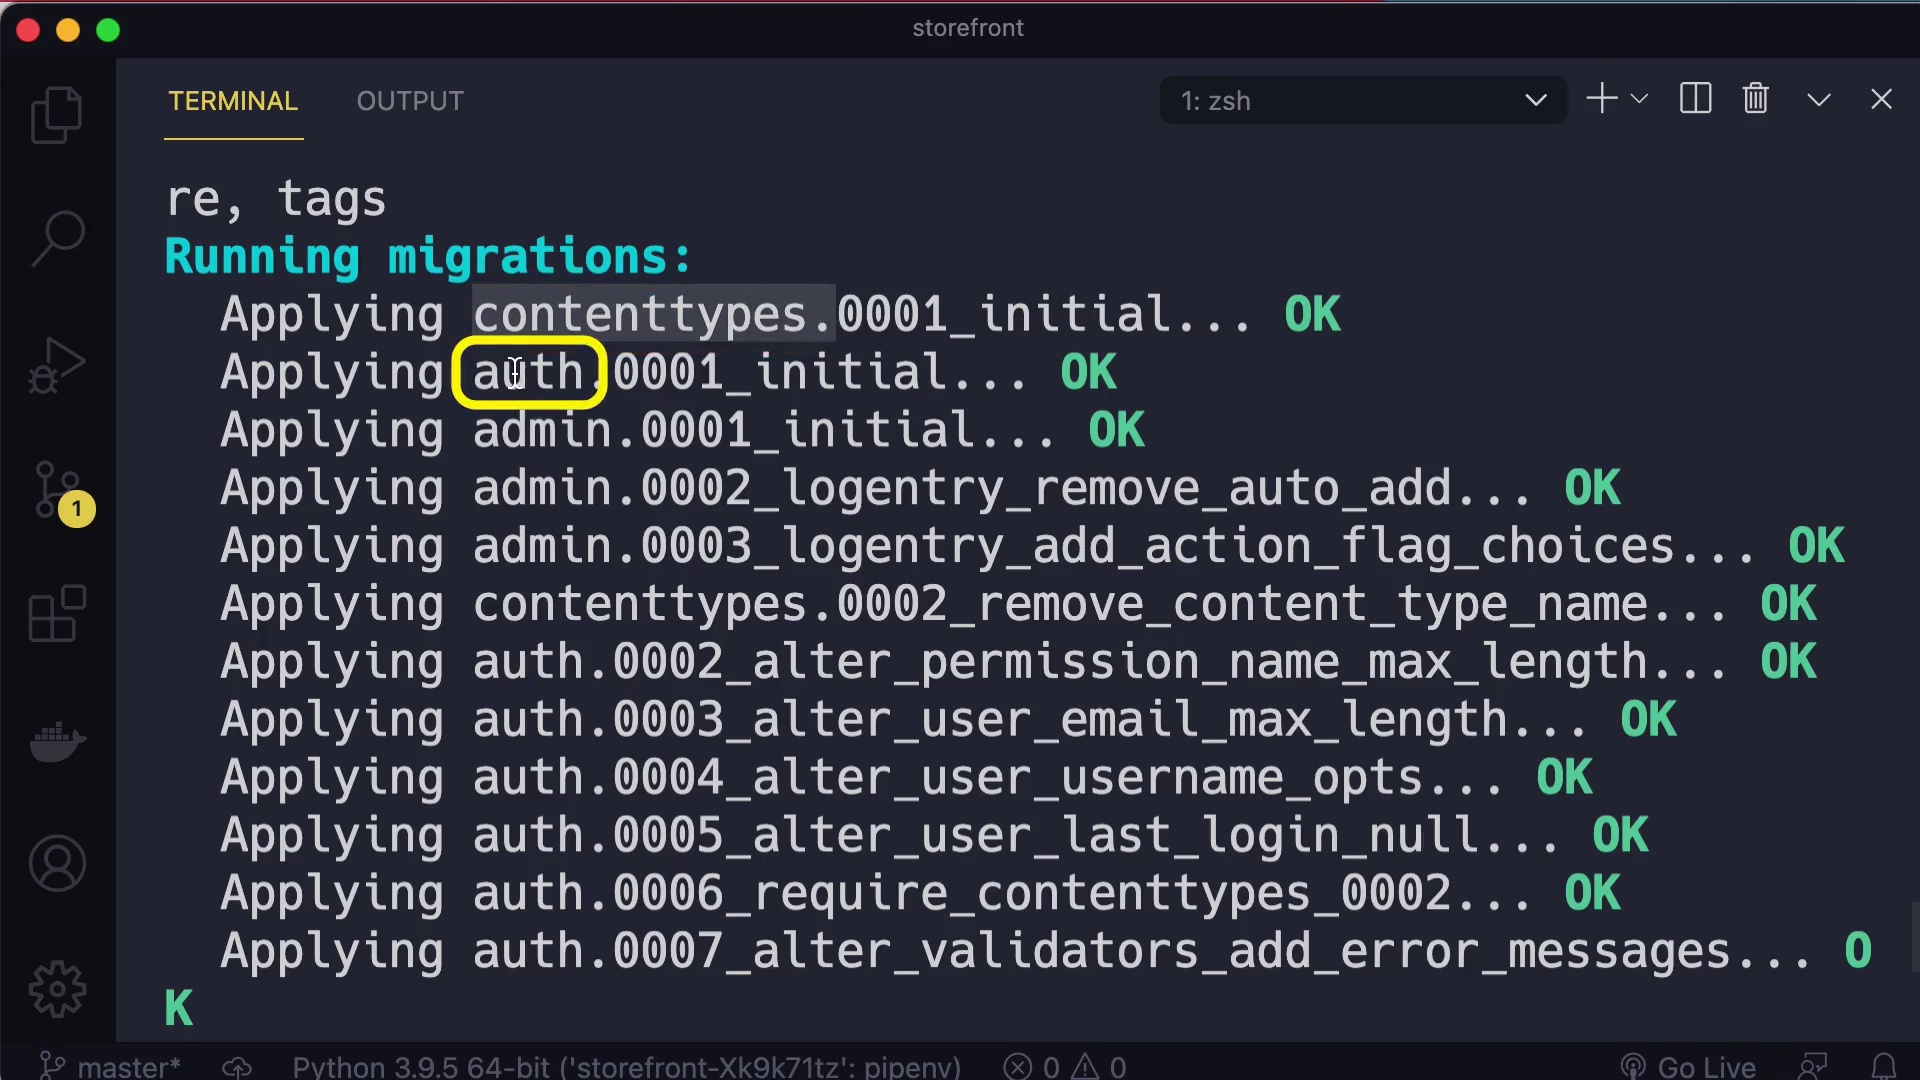 storefront
TERMINAL OUTPUT 1: zsh
re, tags
Running migrations:
Applying contenttypes.0001_initial... OK
Applying auth.0001_initial... OK
Applying admin.0001_initial... OK
Applying admin.0002_logentry_remove_auto_add... OK
Applying admin.0003_logentry_add_action_flag_choices... OK
Applying contenttypes.0002_remove_content_type_name... OK
Applying auth.0002_alter_permission_name_max_length... OK
Applying auth.0003_alter_user_email_max_length... OK
Applying auth.0004_alter_user_username_opts... OK
Applying auth.0005_alter_user_last_login_null... OK
Applying auth.0006_require_contenttypes_0002... OK
Applying auth.0007_alter_validators_add_error_messages... O
K
1
master* Python 3.9.5 64-bit ('storefront-Xk9k71tz': pipenv) 0 0 Go Live